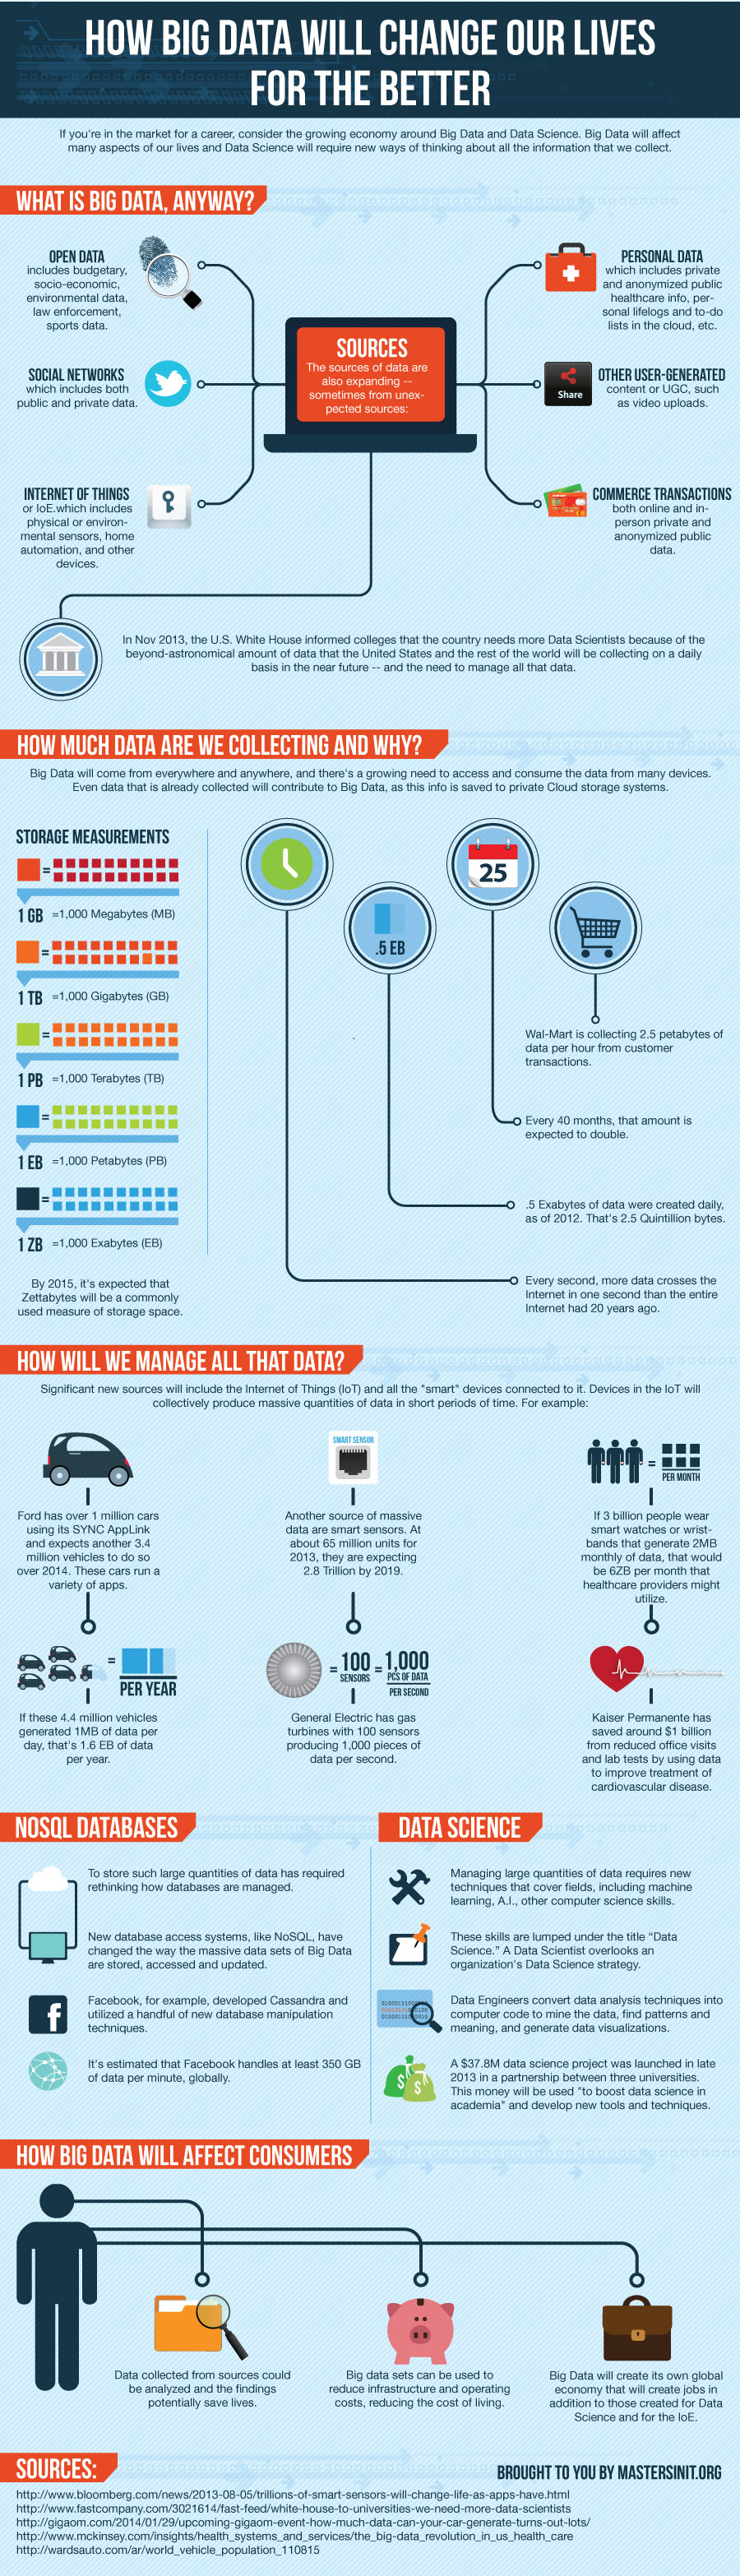 HOW BIG DATA WILL CHANGE OUR LIVES
FOR THE BETTER
If you're in the market for a career, consider the growing economy around Big Data and Data Science. Big Data will affect
many aspects of our lives and Data Science will require new ways of thinking about all the information that we collect.
WHAT IS BIG DATA, ANYWAY?
OPEN DATA
includes budgetary,
socio-economic,
environmental data,
law enforcement,
sports data.
SOCIAL NETWORKS
which includes both
public and private data.
INTERNET OF THINGS
or IoE.which includes
physical or environ-
mental sensors, home
automation, and other
devices.
SOURCES
The sources of data are
also expanding --
sometimes from unex-
pected sources:
PERSONAL DATA
which includes private
and anonymized public
healthcare info, per-
sonal lifelogs and to-do
lists in the cloud, etc.
Share
OTHER USER-GENERATED
content or UGC, such
as video uploads.
COMMERCE TRANSACTIONS
both online and in-
person private and
anonymized public
data.
In Nov 2013, the U.S. White House informed colleges that the country needs more Data Scientists because of the
beyond-astronomical amount of data that the United States and the rest of the world will be collecting on a daily
basis in the near future -- and the need to manage all that data.
HOW MUCH DATA ARE WE COLLECTING AND WHY?
Big Data will come from everywhere and anywhere, and there's a growing need to access and consume the data from many devices.
Even data that is already collected will contribute to Big Data, as this info is saved to private Cloud storage systems.
STORAGE MEASUREMENTS
=
1 GB =1,000 Megabytes (MB)
=
1 TB =1,000 Gigabytes (GB)
=
1 PB =1,000 Terabytes (TB)
=
1 EB =1,000 Petabytes (PB)
=
1 ZB =1,000 Exabytes (EB)
By 2015, it's expected that
Zettabytes will be a commonly
used measure of storage space.
25
.5 EB
Wal-Mart is collecting 2.5 petabytes of
data per hour from customer
transactions.
Every 40 months, that amount is
expected to double.
.5 Exabytes of data were created daily,
as of 2012. That's 2.5 Quintillion bytes.
Every second, more data crosses the
Internet in one second than the entire
Internet had 20 years ago.
HOW WILL WE MANAGE ALL THAT DATA?
Significant new sources will include the Internet of Things (IoT) and all the "smart" devices connected to it. Devices in the IoT will
collectively produce massive quantities of data in short periods of time. For example:
Ford has over 1 million cars
using its SYNC AppLink
and expects another 3.4
million vehicles to do so
over 2014. These cars run a
variety of apps.
=
PER YEAR
If these 4.4 million vehicles
generated 1MB of data per
day, that's 1.6 EB of data
per year.
SMART SENSOR
Another source of massive
data are smart sensors. At
about 65 million units for
2013, they are expecting
2.8 Trillion by 2019.
= 100 = 1,000
SENSORS PCS OF DATA
PER SECOND
General Electric has gas
turbines with 100 sensors
producing 1,000 pieces of
data per second.
=
PER MONTH
If 3 billion people wear
smart watches or wrist-
bands that generate 2MB
monthly of data, that would
be 6ZB per month that
healthcare providers might
utilize.
Kaiser Permanente has
saved around $1 billion
from reduced office visits
and lab tests by using data
to improve treatment of
cardiovascular disease.
NOSQL DATABASES
To store such large quantities of data has required
rethinking how databases are managed.
New database access systems, like NoSQL, have
changed the way the massive data sets of Big Data
are stored, accessed and updated.
f
Facebook, for example, developed Cassandra and
utilized a handful of new database manipulation
techniques.
It's estimated that Facebook handles at least 350 GB
of data per minute, globally.
DATA SCIENCE
Managing large quantities of data requires new
techniques that cover fields, including machine
learning, A.I., other computer science skills.
These skills are lumped under the title “Data
Science.” A Data Scientist overlooks an
organization's Data Science strategy.
Data Engineers convert data analysis techniques into
computer code to mine the data, find patterns and
meaning, and generate data visualizations.
$ $
A $37.8M data science project was launched in late
2013 in a partnership between three universities.
This money will be used "to boost data science in
academia" and develop new tools and techniques.
HOW BIG DATA WILL AFFECT CONSUMERS
Data collected from sources could
be analyzed and the findings
potentially save lives.
Big data sets can be used to
reduce infrastructure and operating
costs, reducing the cost of living.
Big Data will create its own global
economy that will create jobs in
addition to those created for Data
Science and for the IoE.
SOURCES:
BROUGHT TO YOU BY MASTERSINIT.ORG
http://www.bloomberg.com/news/2013-08-05/trillions-of-smart-sensors-will-change-life-as-apps-have.html
http://www.fastcompany.com/3021614/fast-feed/white-house-to-universities-we-need-more-data-scientists
http://gigaom.com/2014/01/29/upcoming-gigaom-event-how-much-data-can-your-car-generate-turns-out-lots/
http://www.mckinsey.com/insights/health_systems_and_services/the_big-data_revolution_in_us_health_care
http://wardsauto.com/ar/world_vehicle_population_110815